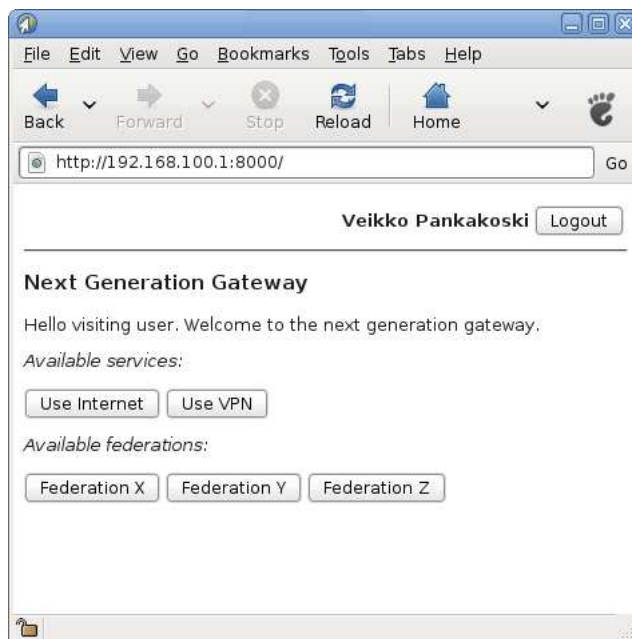 File Edit View Go Bookmarks Tools Tabs Help
Back Forward Stop Reload Home
http://192.168.100.1:8000/ Go
Veikko Pankakoski Logout
Next Generation Gateway
Hello visiting user. Welcome to the next generation gateway.
Available services:
Use Internet Use VPN
Available federations:
Federation X Federation Y Federation Z